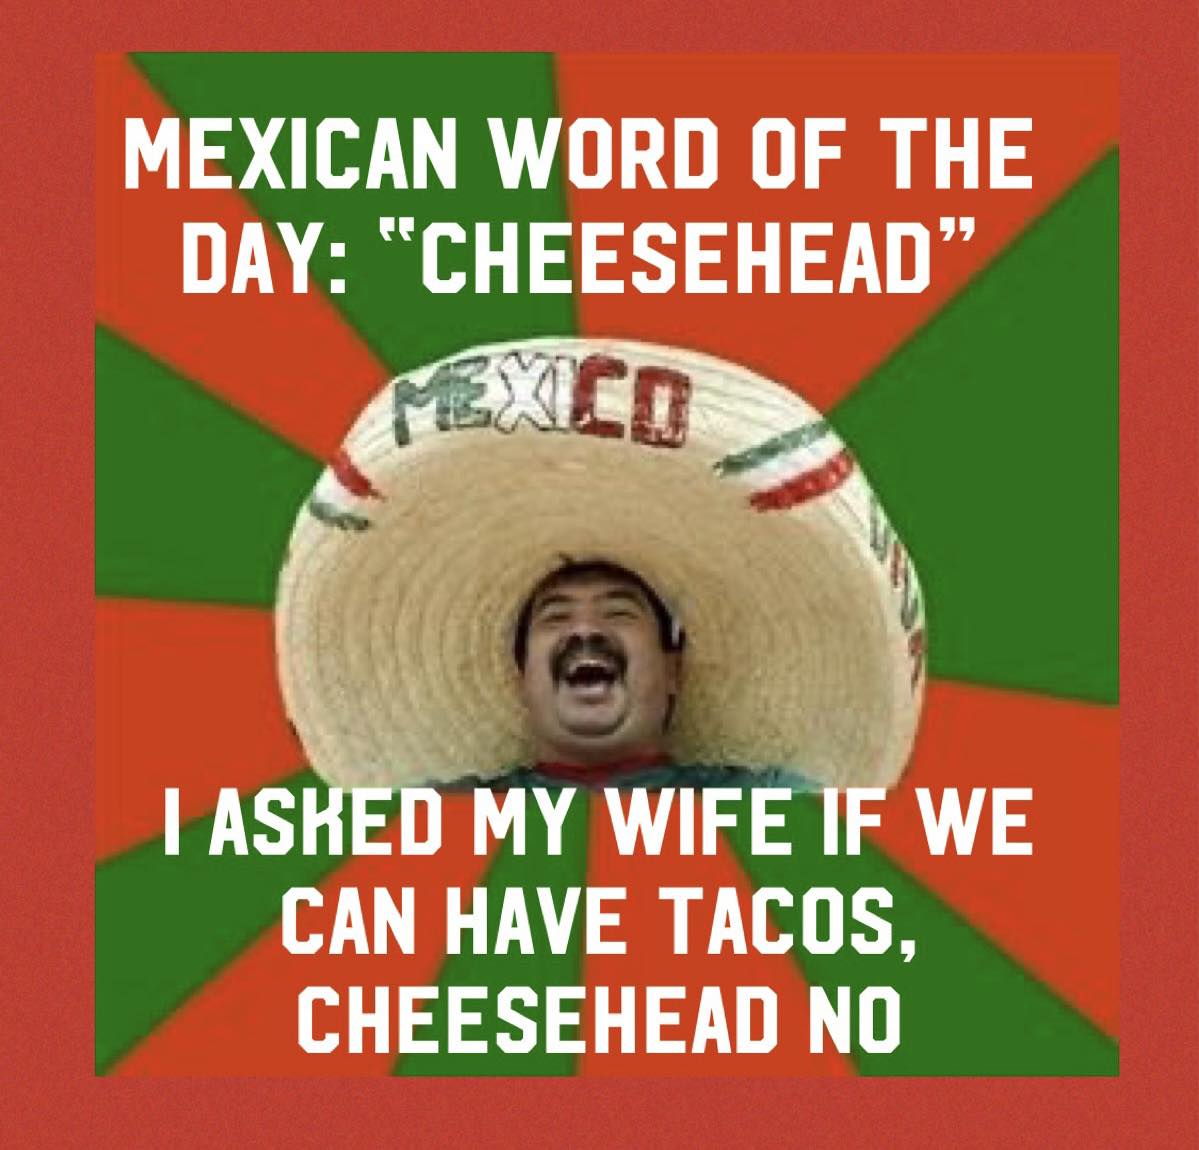 MEXICAN WORD OF THE
DAY: “CHEESEHEAD”
MEXICO
I ASKED MY WIFE IF WE
CAN HAVE TACOS,
CHEESEHEAD NO